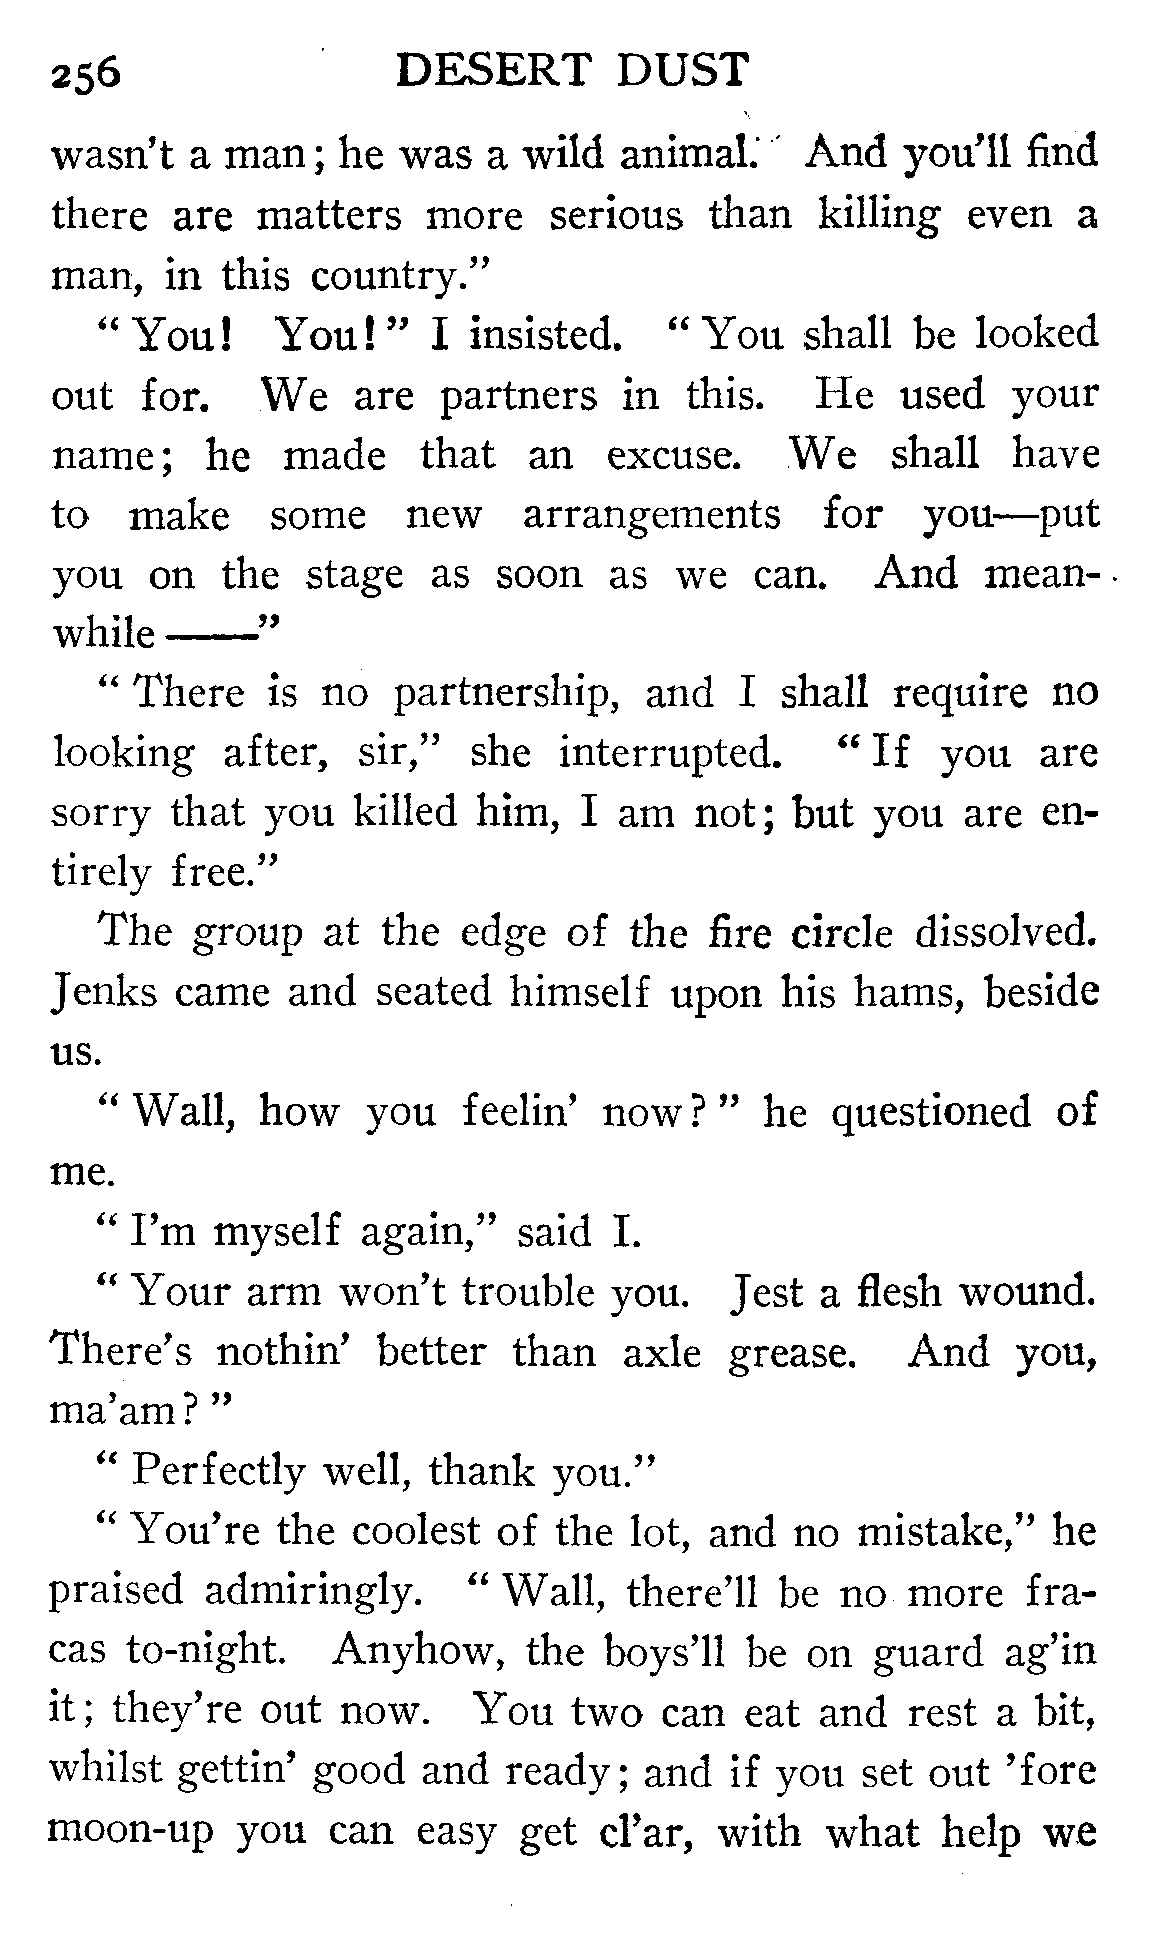 256 DESERT DUST
wasn't a man; he was a wild animal. And you'll find
there are matters more serious than killing even a
man, in this country."
"You! You!" I insisted. "You shall be looked
out for. We are partners in this. He used your
name; he made that an excuse. We shall have
to make some new arrangements for you—put
you on the stage as soon as we can. And mean-
while ——"
"There is no partnership, and I shall require no
looking after, sir," she interrupted. "If you are
sorry that you killed him, I am not; but you are en-
tirely free."
The group at the edge of the fire circle dissolved.
Jenks came and seated himself upon his hams, beside
us.
"Wall, how you feelin' now?" he questioned of
me.
"I'm myself again," said I.
"Your arm won't trouble you. Jest a flesh wound.
There's nothin' better than axle grease. And you,
ma'am?"
"Perfectly well, thank you."
"You're the coolest of the lot, and no mistake," he
praised admiringly. "Wall, there'll be no more fra-
cas to-night. Anyhow, the boys'll be on guard ag'in
it; they're out now. You two can eat and rest a bit,
whilst gettin' good and ready; and if you set out 'fore
moon-up you can easy get cl'ar, with what help we